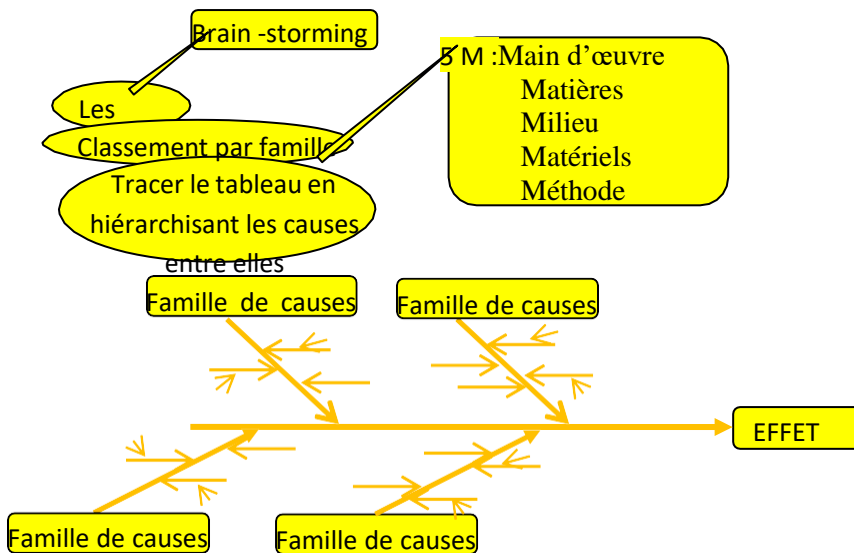 Brain -storming
5 M :Main d’œuvre
Matières
Milieu
Matériels
Méthode
Les
Classement par famille
Tracer le tableau en
hiérarchisant les causes
entre elles
Famille de causes
Famille de causes
EFFET
Famille de causes
Famille de causes